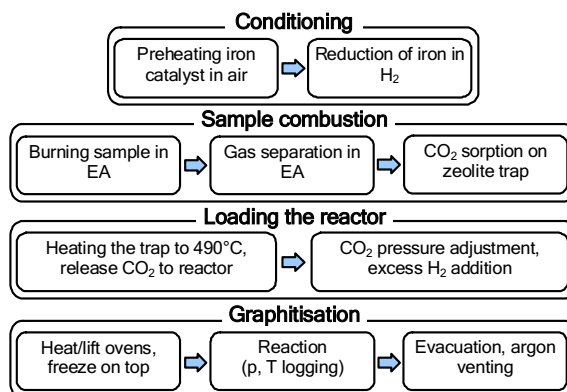 Conditioning
Preheating iron catalyst in air
Reduction of iron in H₂
Sample combustion
Burning sample in EA
Gas separation in EA
CO₂ sorption on zeolite trap
Loading the reactor
Heating the trap to 490°C, release CO₂ to reactor
CO₂ pressure adjustment, excess H₂ addition
Graphitisation
Heat/lift ovens, freeze on top
Reaction (p, T logging)
Evacuation, argon venting